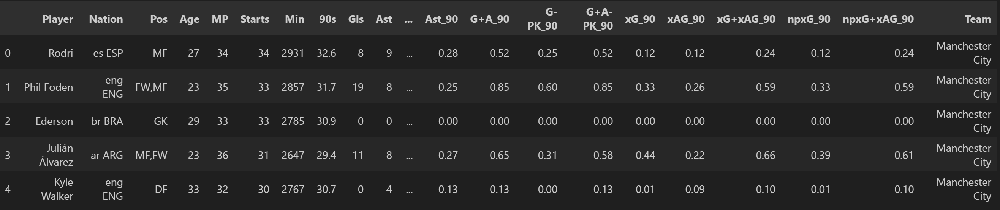 Player Nation Pos Age MP Starts Min 90s Gls Ast ... Ast_90 G+A_90 G-PK_90 G+A-PK_90 xG_90 xAG_90 xG+xAG_90 npxG_90 npxG+xAG_90 Team
0 Rodri es ESP MF 27 34 34 2931 32.6 8 9 ... 0.28 0.52 0.25 0.52 0.12 0.12 0.24 0.12 0.24 Manchester City
1 Phil Foden eng ENG FW,MF 23 35 33 2857 31.7 19 8 ... 0.25 0.85 0.60 0.85 0.33 0.26 0.59 0.33 0.59 Manchester City
2 Ederson br BRA GK 29 33 33 2785 30.9 0 0 ... 0.00 0.00 0.00 0.00 0.00 0.00 0.00 0.00 0.00 Manchester City
3 Julián Álvarez ar ARG MF,FW 23 36 31 2647 29.4 11 8 ... 0.27 0.65 0.31 0.58 0.44 0.22 0.66 0.39 0.61 Manchester City
4 Kyle Walker eng ENG DF 33 32 30 2767 30.7 0 4 ... 0.13 0.13 0.00 0.13 0.01 0.09 0.10 0.01 0.10 Manchester City